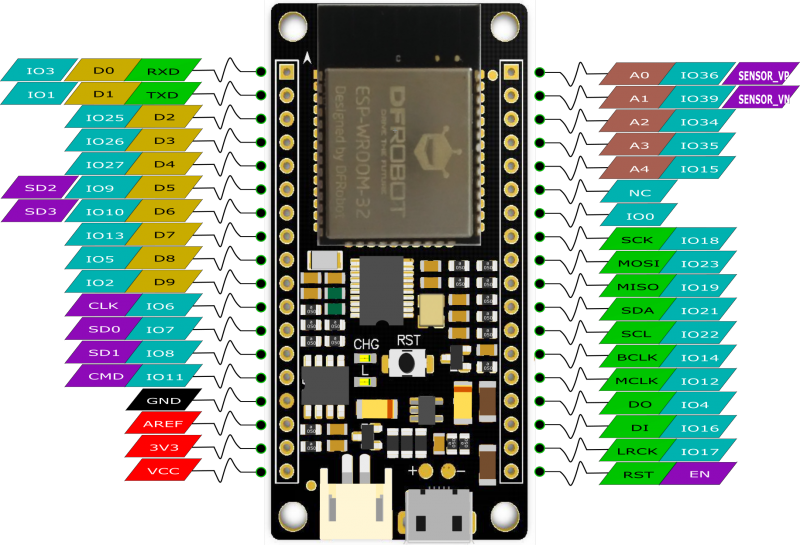 IO3 D0 RXD
IO1 D1 TXD
IO25 D2
IO26 D3
IO27 D4
SD2 IO9 D5
SD3 IO10 D6
IO13 D7
IO5 D8
IO2 D9
CLK IO6
SD0 IO7
SD1 IO8
CMD IO11
GND
AREF
3V3
VCC
DFROBOT
DRIVE THE FUTURE
ESP-WROOM-32
Designed by DFRobot
CHG
L
RST
+ −
A0 IO36 SENSOR_VP
A1 IO39 SENSOR_VN
A2 IO34
A3 IO35
A4 IO15
NC
IO0
SCK IO18
MOSI IO23
MISO IO19
SDA IO21
SCL IO22
BCLK IO14
MCLK IO12
DO IO4
DI IO16
LRCK IO17
RST EN